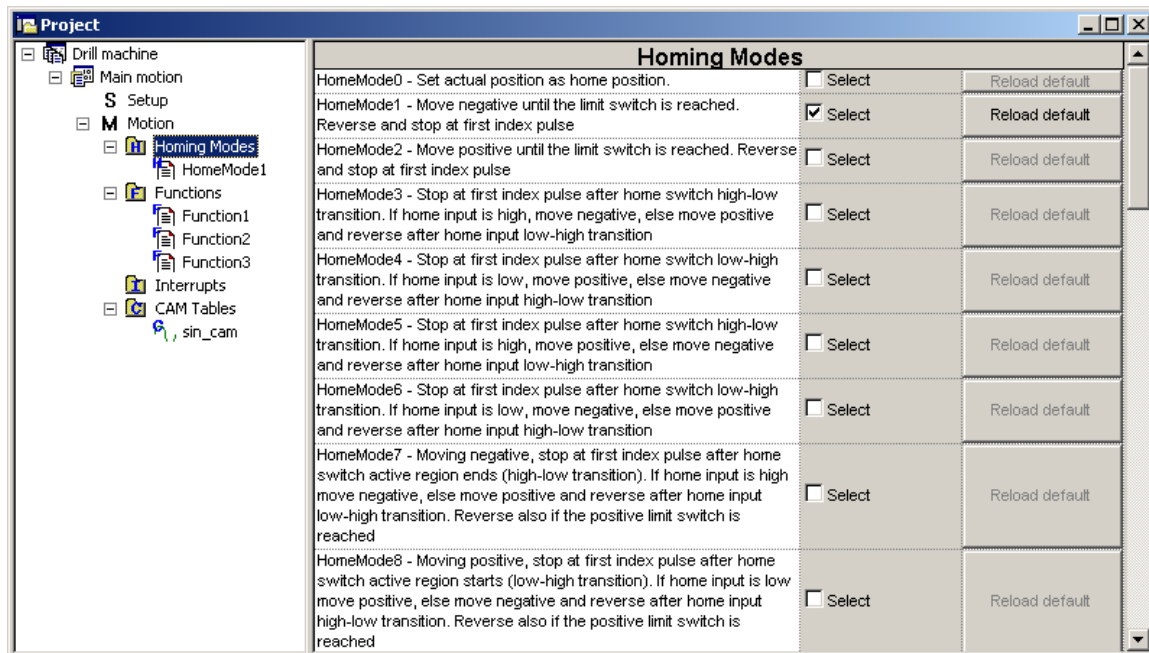 Project
Drill machine
Main motion
S Setup
M Motion
Homing Modes
HomeMode1
Functions
Function1
Function2
Function3
Interrupts
CAM Tables
sin_cam
Homing Modes
HomeMode0 - Set actual position as home position.
Select
Reload default
HomeMode1 - Move negative until the limit switch is reached.
Reverse and stop at first index pulse
Select
Reload default
HomeMode2 - Move positive until the limit switch is reached. Reverse
and stop at first index pulse
Select
Reload default
HomeMode3 - Stop at first index pulse after home switch high-low
transition. If home input is high, move negative, else move positive
and reverse after home input low-high transition
Select
Reload default
HomeMode4 - Stop at first index pulse after home switch low-high
transition. If home input is low, move positive, else move negative
and reverse after home input high-low transition
Select
Reload default
HomeMode5 - Stop at first index pulse after home switch high-low
transition. If home input is high, move positive, else move negative
and reverse after home input low-high transition
Select
Reload default
HomeMode6 - Stop at first index pulse after home switch low-high
transition. If home input is low, move negative, else move positive
and reverse after home input high-low transition
Select
Reload default
HomeMode7 - Moving negative, stop at first index pulse after home
switch active region ends (high-low transition). If home input is high
move negative, else move positive and reverse after home input
low-high transition. Reverse also if the positive limit switch is
reached
Select
Reload default
HomeMode8 - Moving positive, stop at first index pulse after home
switch active region starts (low-high transition). If home input is low
move positive, else move negative and reverse after home input
high-low transition. Reverse also if the positive limit switch is
reached
Select
Reload default